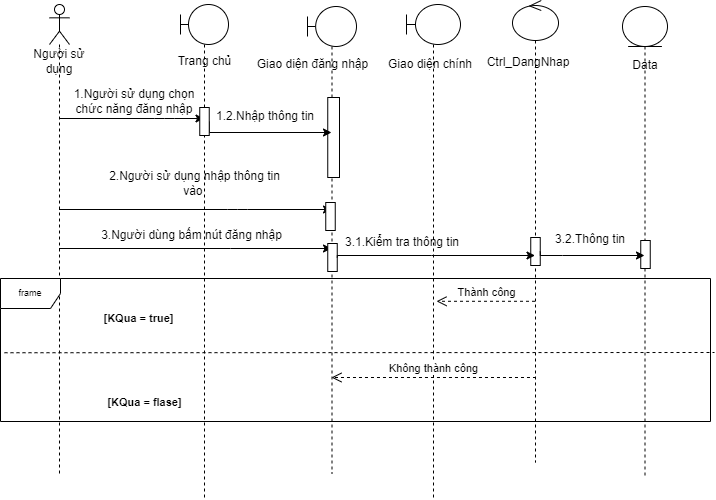 Người sử
dụng
Trang chủ
Giao diện đăng nhập
Giao diện chính
Ctrl_DangNhap
Data
1.Người sử dụng chọn
chức năng đăng nhập
1.2.Nhập thông tin
2.Người sử dụng nhập thông tin
vào
3.Người dùng bấm nút đăng nhập
3.1.Kiểm tra thông tin
3.2.Thông tin
frame
Thành công
[KQua = true]
Không thành công
[KQua = flase]